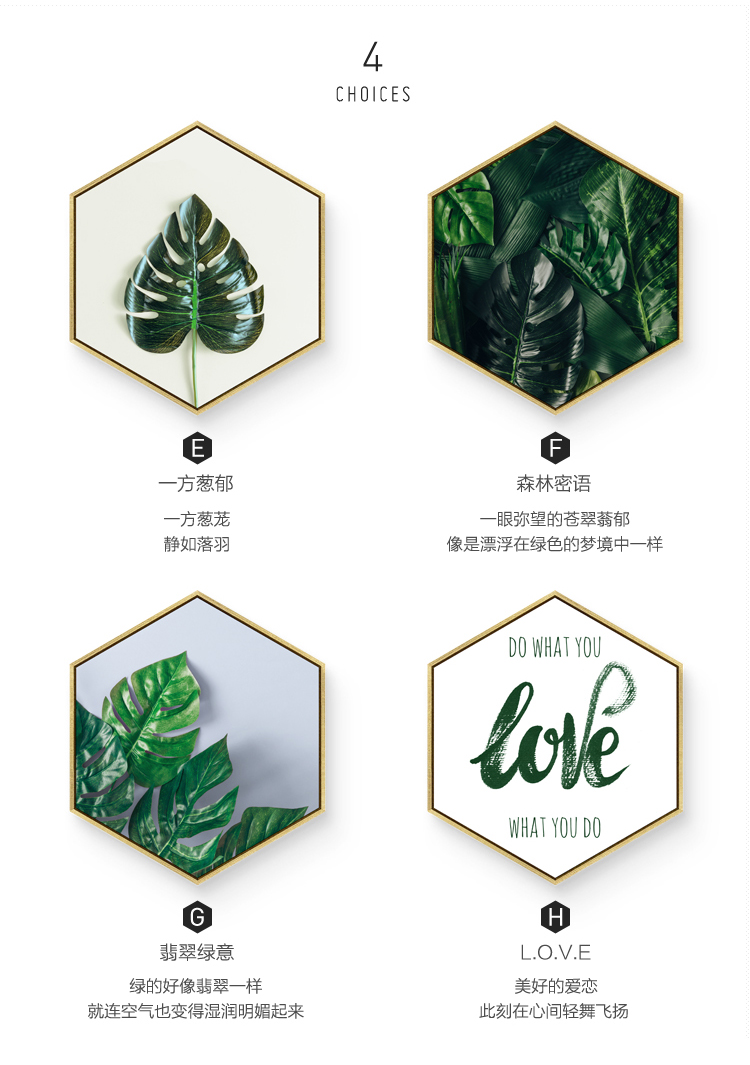 4
CHOICES
E
一方葱郁
一方葱茏
静如落羽
F
森林密语
一眼弥望的苍翠蓊郁
像是漂浮在绿色的梦境中一样
DO WHAT YOU
love
WHAT YOU DO
G
翡翠绿意
绿的好像翡翠一样
就连空气也变得湿润明媚起来
H
L.O.V.E
美好的爱恋
此刻在心间轻舞飞扬